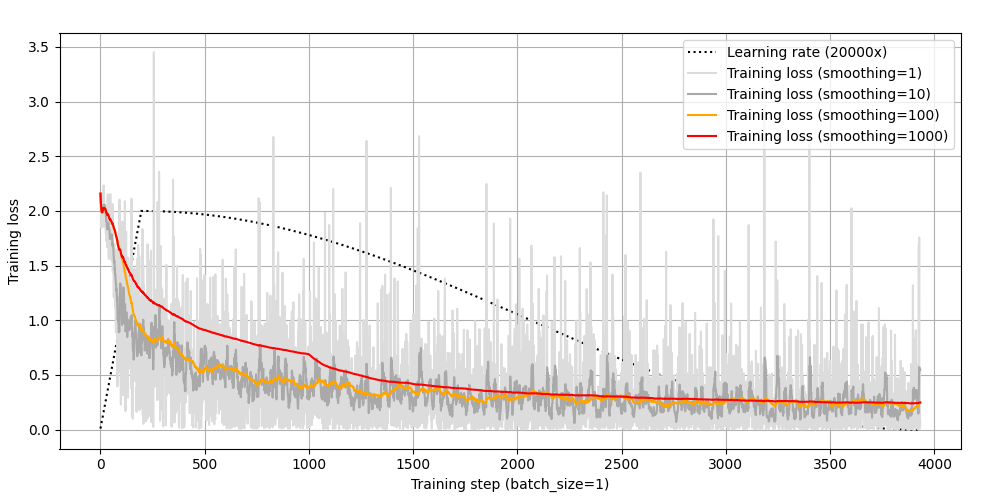 Learning rate (20000x)
Training loss (smoothing=1)
Training loss (smoothing=10)
Training loss (smoothing=100)
Training loss (smoothing=1000)
Training loss
3.5
3.0
2.5
2.0
1.5
1.0
0.5
0.0
0 500 1000 1500 2000 2500 3000 3500 4000
Training step (batch_size=1)